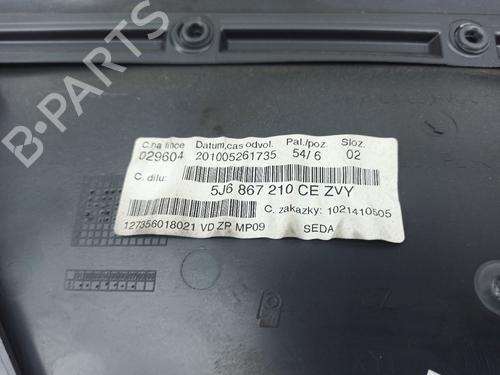 C.na lince Datum,cas odvol. Pal./poz. Sloz.
029604 201005261735 54/6 02
C. dilu:
5J6 867 210 CE ZVY
C. zakazky: 1021410505
127356018021 VD ZP MP09 SEDA
B-PARTS